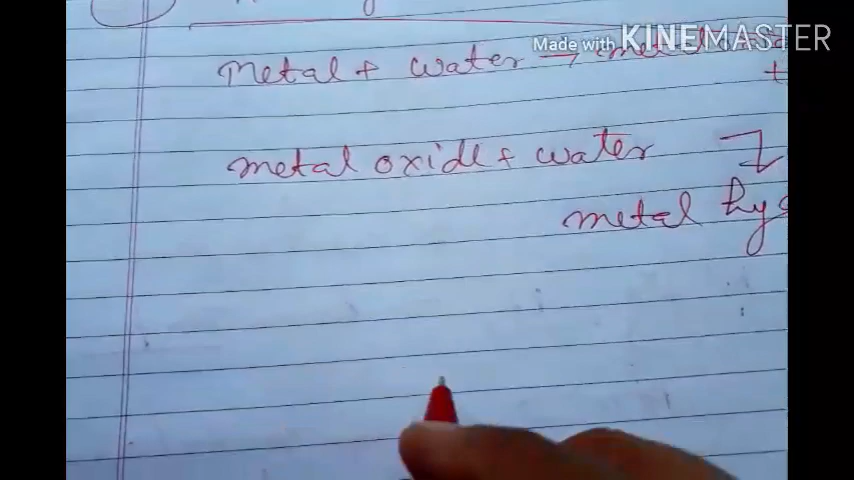 Made with KINEMASTER
Metal + water →
metal oxide + water
metal